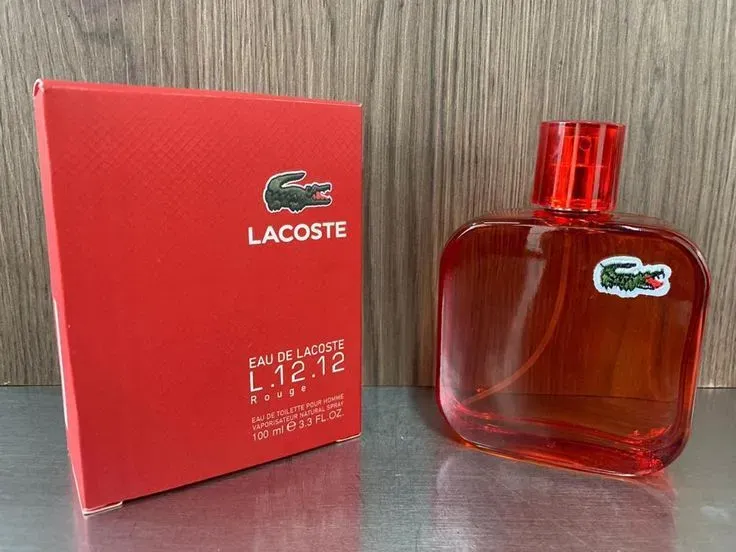 LACOSTE
EAU DE LACOSTE
L.12.12
Rouge
EAU DE TOILETTE POUR HOMME
VAPORISATEUR NATURAL SPRAY
100 ml ℮ 3.3 FL.OZ.